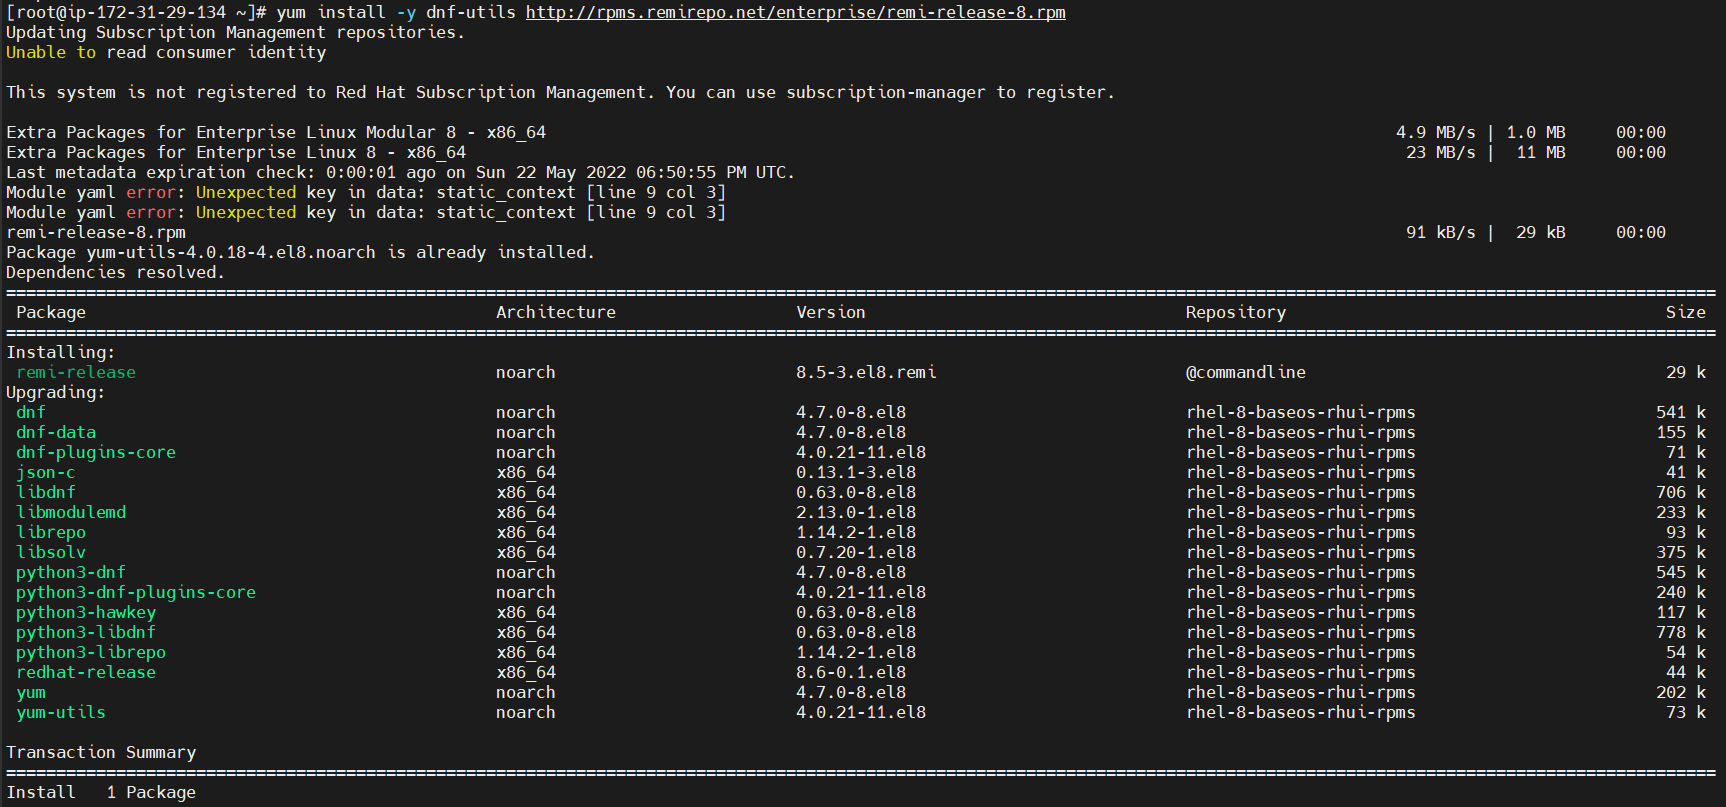 [root@ip-172-31-29-134 ~]# yum install -y dnf-utils http://rpms.remirepo.net/enterprise/remi-release-8.rpm
Updating Subscription Management repositories.
Unable to read consumer identity
This system is not registered to Red Hat Subscription Management. You can use subscription-manager to register.
Extra Packages for Enterprise Linux Modular 8 - x86_64 4.9 MB/s | 1.0 MB 00:00
Extra Packages for Enterprise Linux 8 - x86_64 23 MB/s | 11 MB 00:00
Last metadata expiration check: 0:00:01 ago on Sun 22 May 2022 06:50:55 PM UTC.
Module yaml error: Unexpected key in data: static_context [line 9 col 3]
Module yaml error: Unexpected key in data: static_context [line 9 col 3]
remi-release-8.rpm 91 kB/s | 29 kB 00:00
Package yum-utils-4.0.18-4.el8.noarch is already installed.
Dependencies resolved.
Package Architecture Version Repository Size
Installing:
remi-release noarch 8.5-3.el8.remi @commandline 29 k
Upgrading:
dnf noarch 4.7.0-8.el8 rhel-8-baseos-rhui-rpms 541 k
dnf-data noarch 4.7.0-8.el8 rhel-8-baseos-rhui-rpms 155 k
dnf-plugins-core noarch 4.0.21-11.el8 rhel-8-baseos-rhui-rpms 71 k
json-c x86_64 0.13.1-3.el8 rhel-8-baseos-rhui-rpms 41 k
libdnf x86_64 0.63.0-8.el8 rhel-8-baseos-rhui-rpms 706 k
libmodulemd x86_64 2.13.0-1.el8 rhel-8-baseos-rhui-rpms 233 k
librepo x86_64 1.14.2-1.el8 rhel-8-baseos-rhui-rpms 93 k
libsolv x86_64 0.7.20-1.el8 rhel-8-baseos-rhui-rpms 375 k
python3-dnf noarch 4.7.0-8.el8 rhel-8-baseos-rhui-rpms 545 k
python3-dnf-plugins-core noarch 4.0.21-11.el8 rhel-8-baseos-rhui-rpms 240 k
python3-hawkey x86_64 0.63.0-8.el8 rhel-8-baseos-rhui-rpms 117 k
python3-libdnf x86_64 0.63.0-8.el8 rhel-8-baseos-rhui-rpms 778 k
python3-librepo x86_64 1.14.2-1.el8 rhel-8-baseos-rhui-rpms 54 k
redhat-release x86_64 8.6-0.1.el8 rhel-8-baseos-rhui-rpms 44 k
yum noarch 4.7.0-8.el8 rhel-8-baseos-rhui-rpms 202 k
yum-utils noarch 4.0.21-11.el8 rhel-8-baseos-rhui-rpms 73 k
Transaction Summary
Install 1 Package